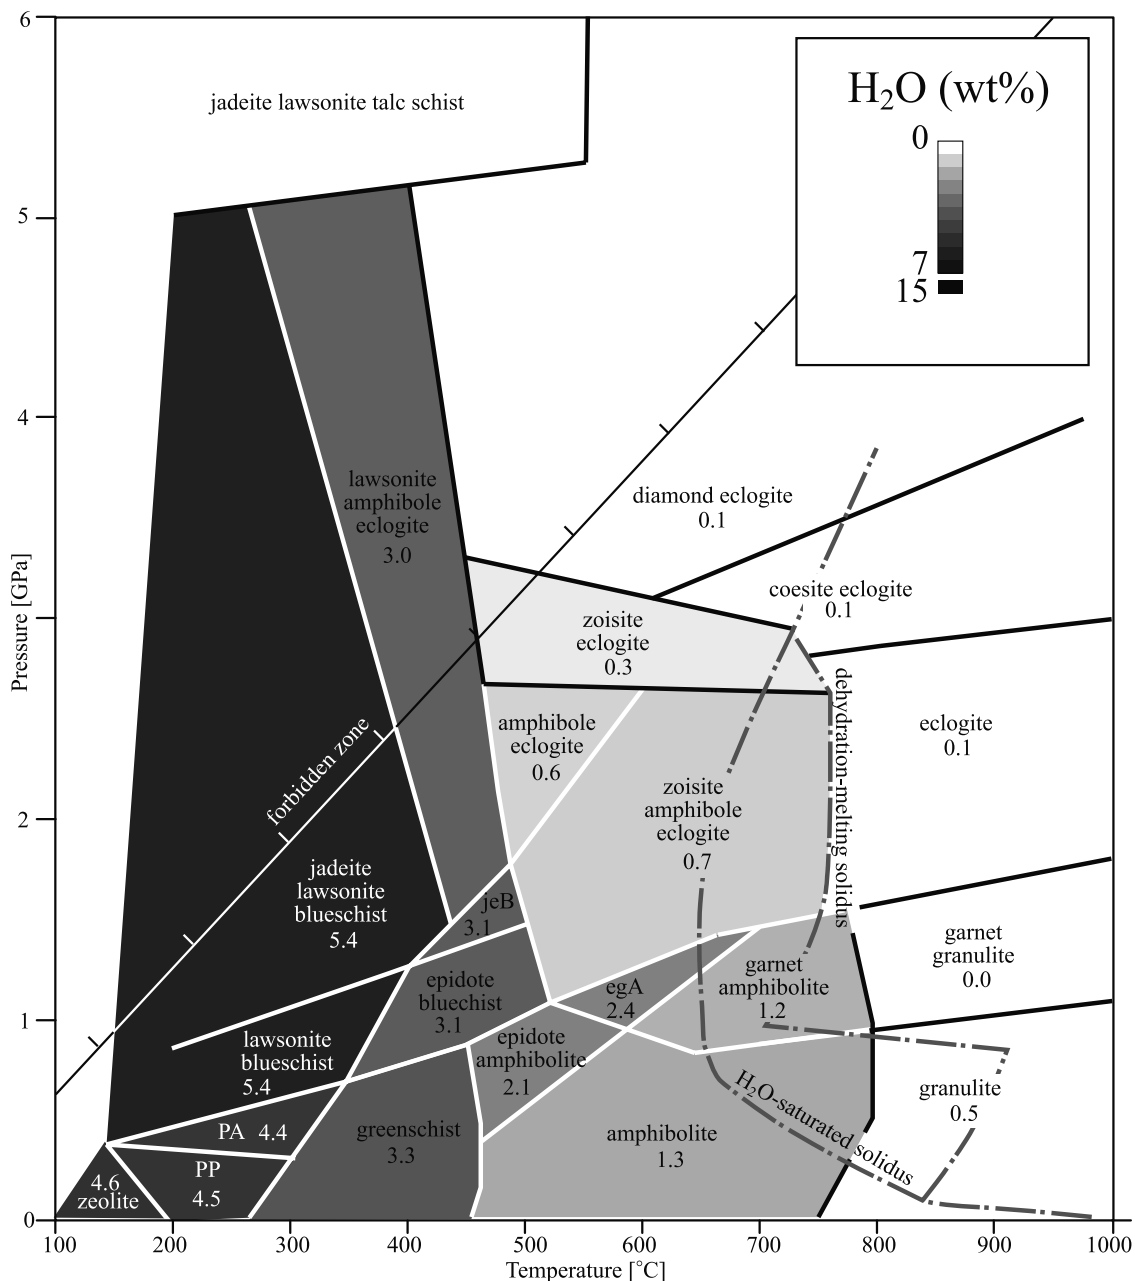 6
jadeite lawsonite talc schist
H2O (wt%)
0
7
15
5
4
lawsonite
amphibole
eclogite
3.0
diamond eclogite
0.1
coesite eclogite
0.1
zoisite
eclogite
0.3
Pressure [GPa]
forbidden zone
amphibole
eclogite
0.6
dehydration-melting solidus
eclogite
0.1
zoisite
amphibole
eclogite
0.7
2
jadeite
lawsonite
blueschist
5.4
jeB
3.1
garnet
granulite
0.0
epidote
bluechist
3.1
egA
2.4
garnet
amphibolite
1.2
1
lawsonite
blueschist
5.4
epidote
amphibolite
2.1
H2O-saturated solidus
granulite
0.5
PA 4.4
greenschist
3.3
amphibolite
1.3
PP
4.5
4.6
zeolite
0
100 200 300 400 500 600 700 800 900 1000
Temperature [°C]